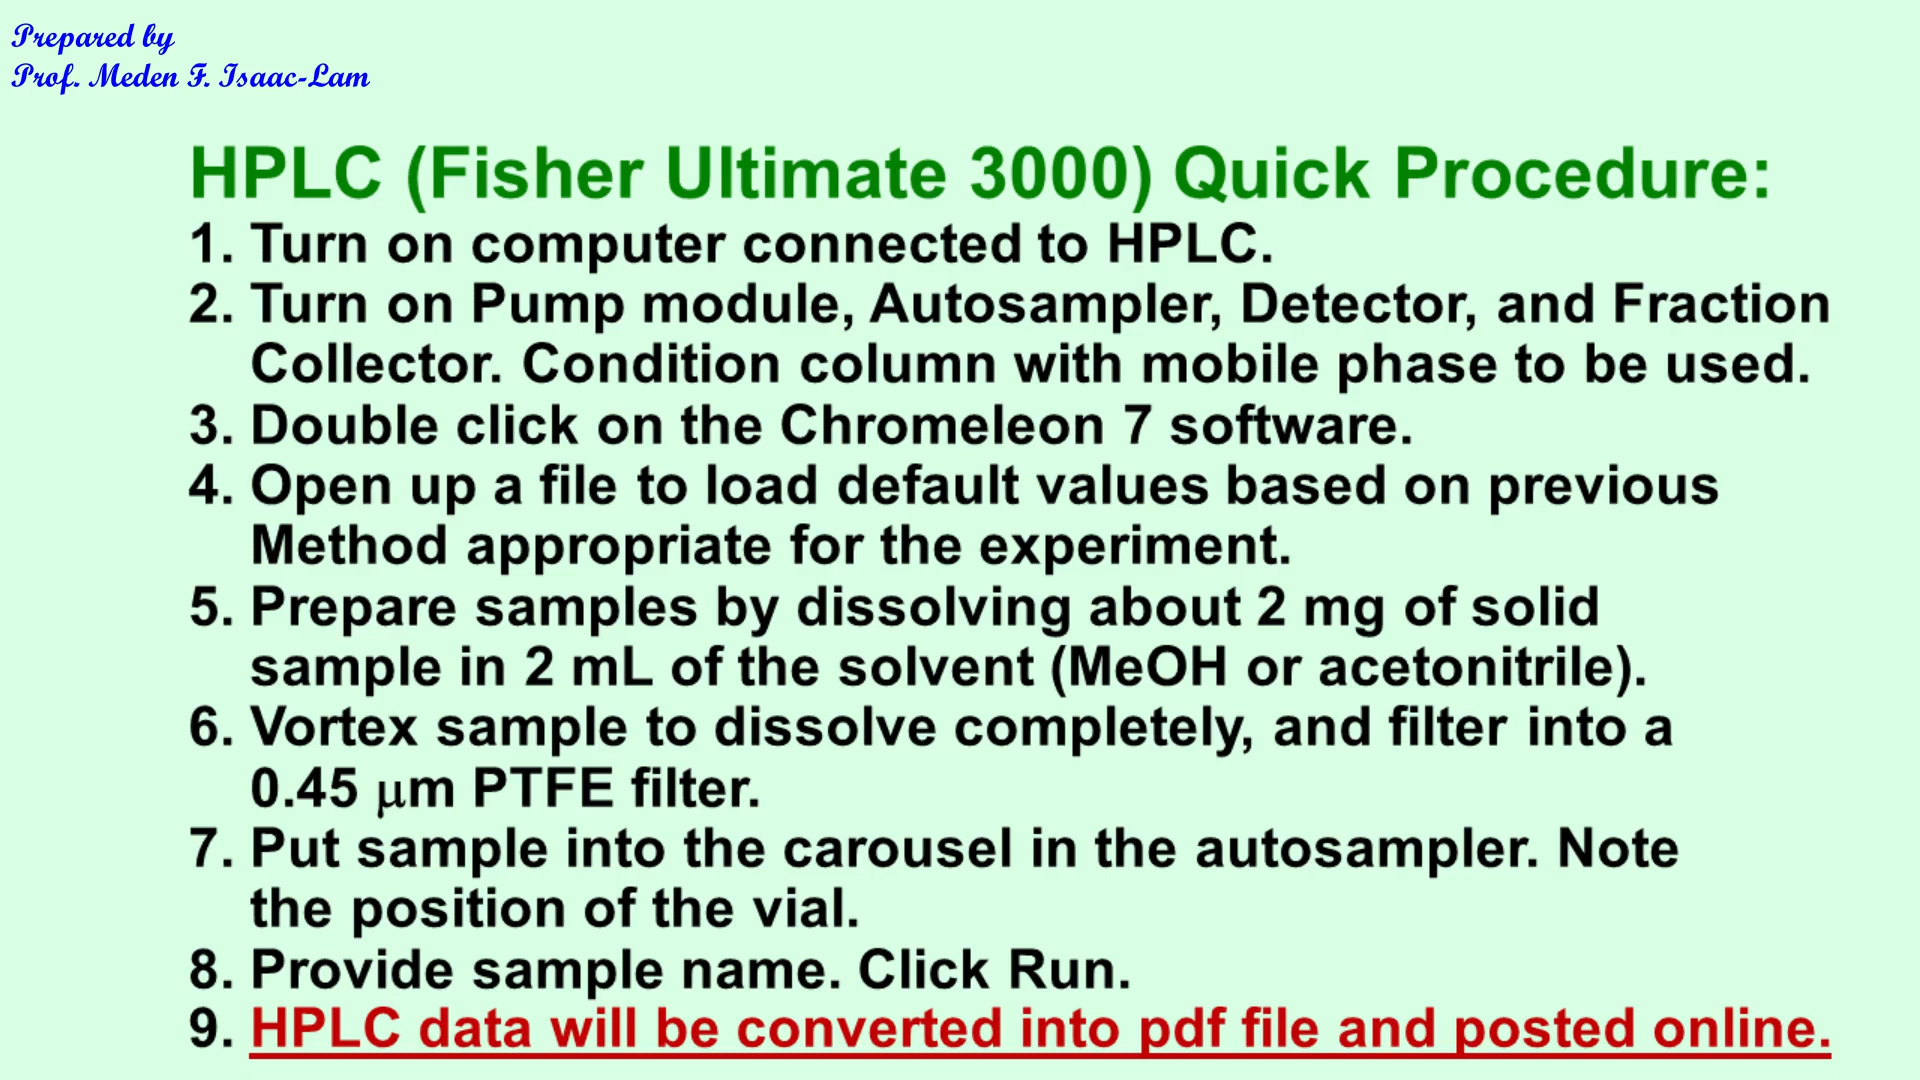 Prepared by
Prof. Meden F. Isaac-Lam
HPLC (Fisher Ultimate 3000) Quick Procedure:
1. Turn on computer connected to HPLC.
2. Turn on Pump module, Autosampler, Detector, and Fraction
Collector. Condition column with mobile phase to be used.
3. Double click on the Chromeleon 7 software.
4. Open up a file to load default values based on previous
Method appropriate for the experiment.
5. Prepare samples by dissolving about 2 mg of solid
sample in 2 mL of the solvent (MeOH or acetonitrile).
6. Vortex sample to dissolve completely, and filter into a
0.45 μm PTFE filter.
7. Put sample into the carousel in the autosampler. Note
the position of the vial.
8. Provide sample name. Click Run.
9. HPLC data will be converted into pdf file and posted online.